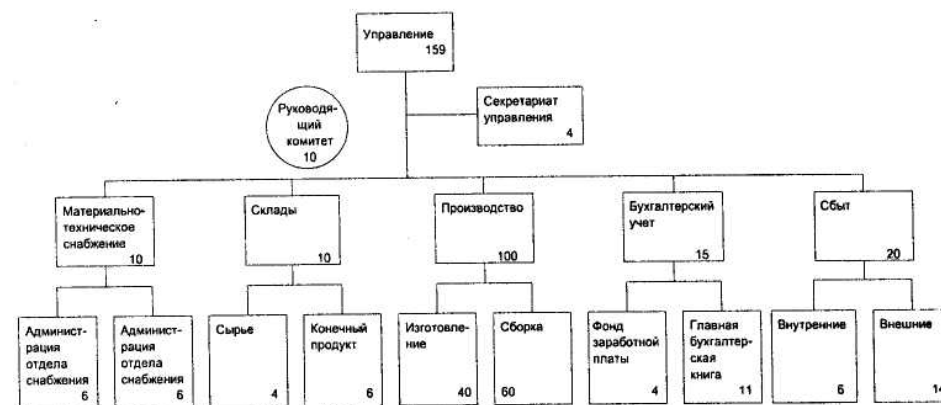 Управление
159
Руководя-
щий
комитет
10
Секретариат
управления
4
Материально-
техническое
снабжение
10
Склады
10
Производство
100
Бухгалтерский
учет
15
Сбыт
20
Админист-
рация
отдела
снабжения
6
Админист-
рация
отдела
снабжения
6
Сырье
4
Конечный
продукт
6
Изготовле-
ние
40
Сборка
60
Фонд
заработной
платы
4
Главная
бухгалтер-
ская
книга
11
Внутренние
6
Внешние
14